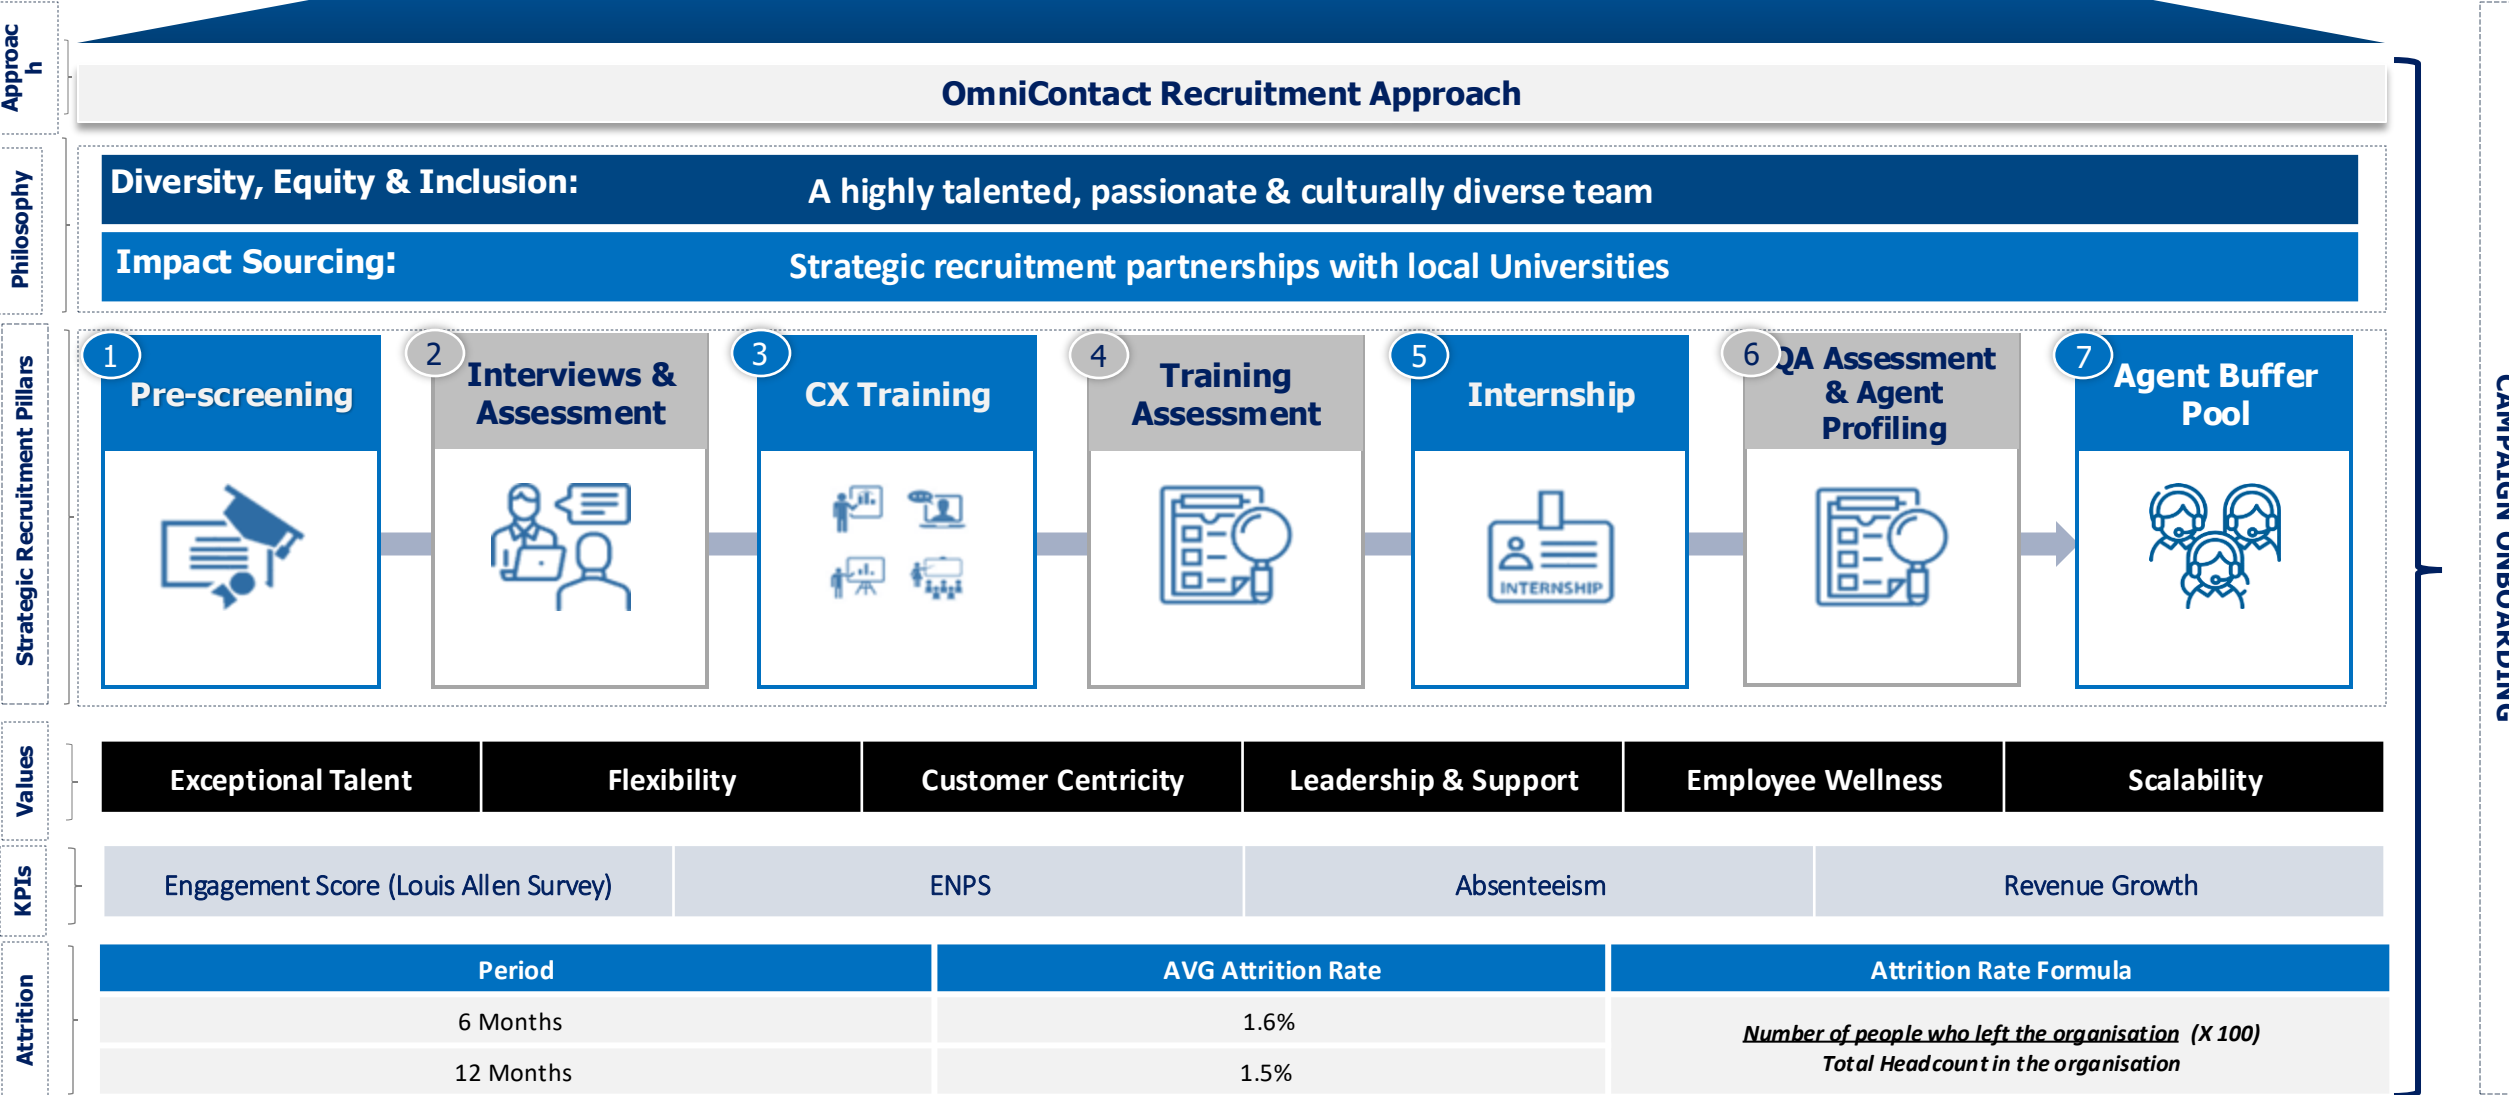 Approac
h
OmniContact Recruitment Approach
Philosophy
Diversity, Equity & Inclusion:
A highly talented, passionate & culturally diverse team
Impact Sourcing:
Strategic recruitment partnerships with local Universities
Strategic Recruitment Pillars
1
Pre-screening
2
Interviews &
Assessment
3
CX Training
4
Training
Assessment
5
Internship
INTERNSHIP
6
QA Assessment
& Agent
Profiling
7
Agent Buffer
Pool
Values
Exceptional Talent
Flexibility
Customer Centricity
Leadership & Support
Employee Wellness
Scalability
KPIs
Engagement Score (Louis Allen Survey)
ENPS
Absenteeism
Revenue Growth
Attrition
Period
AVG Attrition Rate
Attrition Rate Formula
6 Months
1.6%
12 Months
1.5%
Number of people who left the organisation (X 100)
Total Headcount in the organisation
CAMPAIGN ONBOARDING